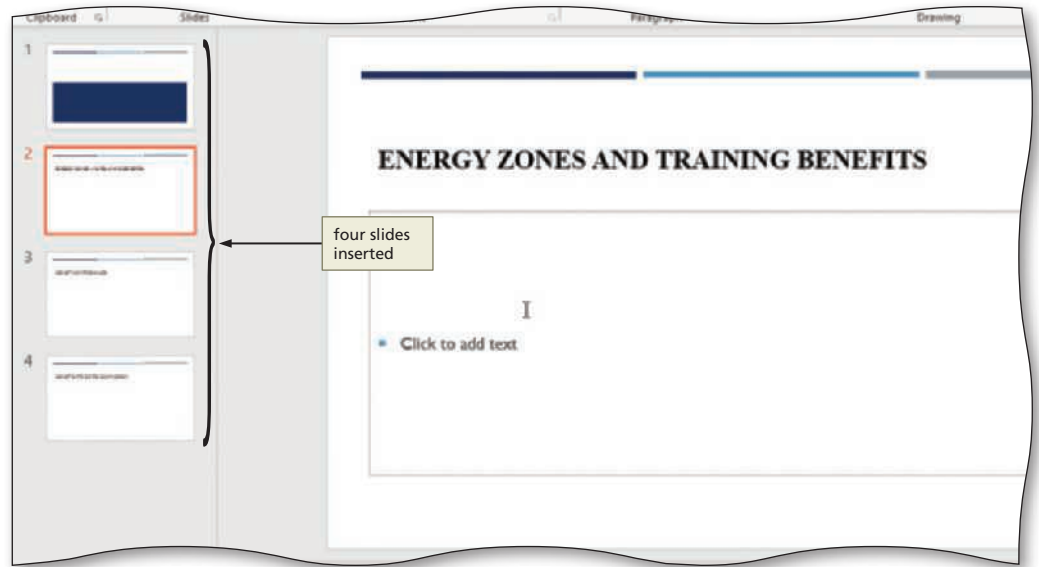 Clipboard Slides Paragraph Drawing
1
2
3
4
ENERGY ZONES AND TRAINING BENEFITS
four slides
inserted
Click to add text